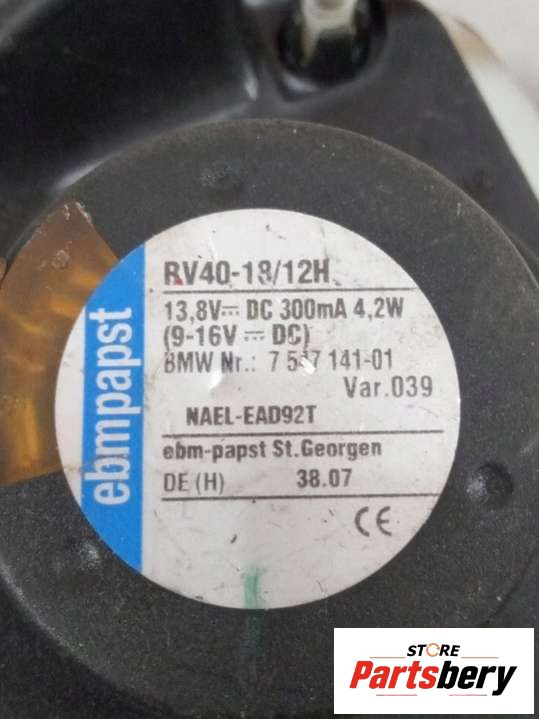 ebmpapst
RV40-18/12H
13,8V⎓ DC 300mA 4,2W
(9-16V ⎓ DC)
BMW Nr.: 7 547 141-01
Var.039
NAEL-EAD92T
ebm-papst St.Georgen
DE (H) 38.07
CE
STORE
Partsbery